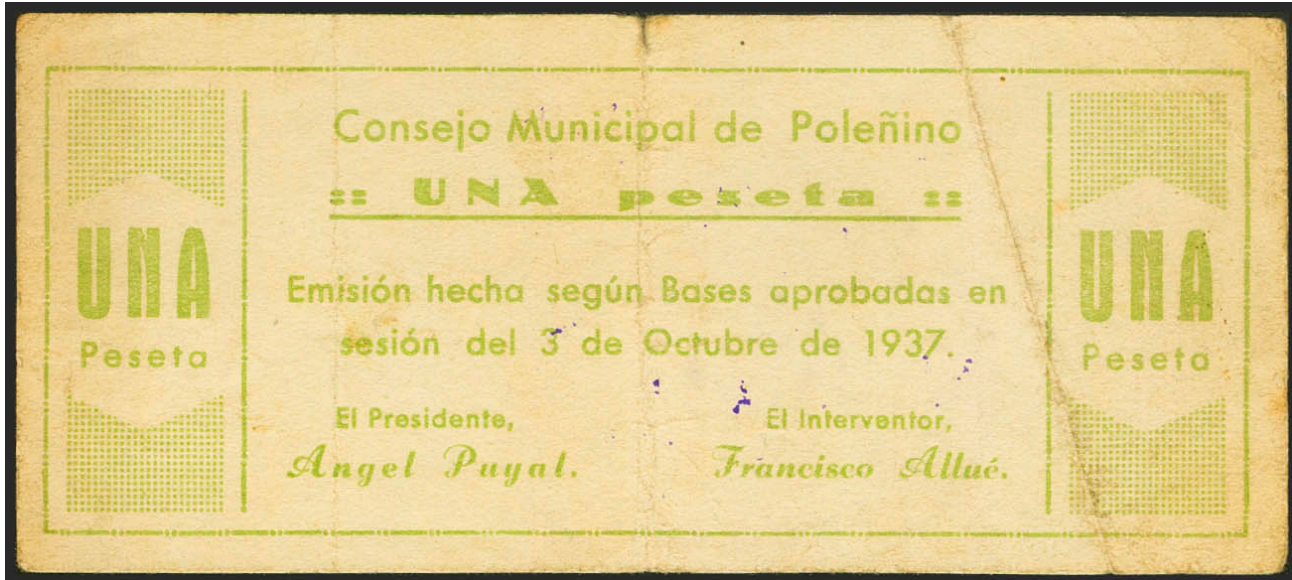 Consejo Municipal de Poleñino
:: UNA peseta ::
UNA
Peseta
Emisión hecha según Bases aprobadas en
sesión del 3 de Octubre de 1937.
El Presidente,
Angel Puyal.
El Interventor,
Francisco Allué.
UNA
Peseta